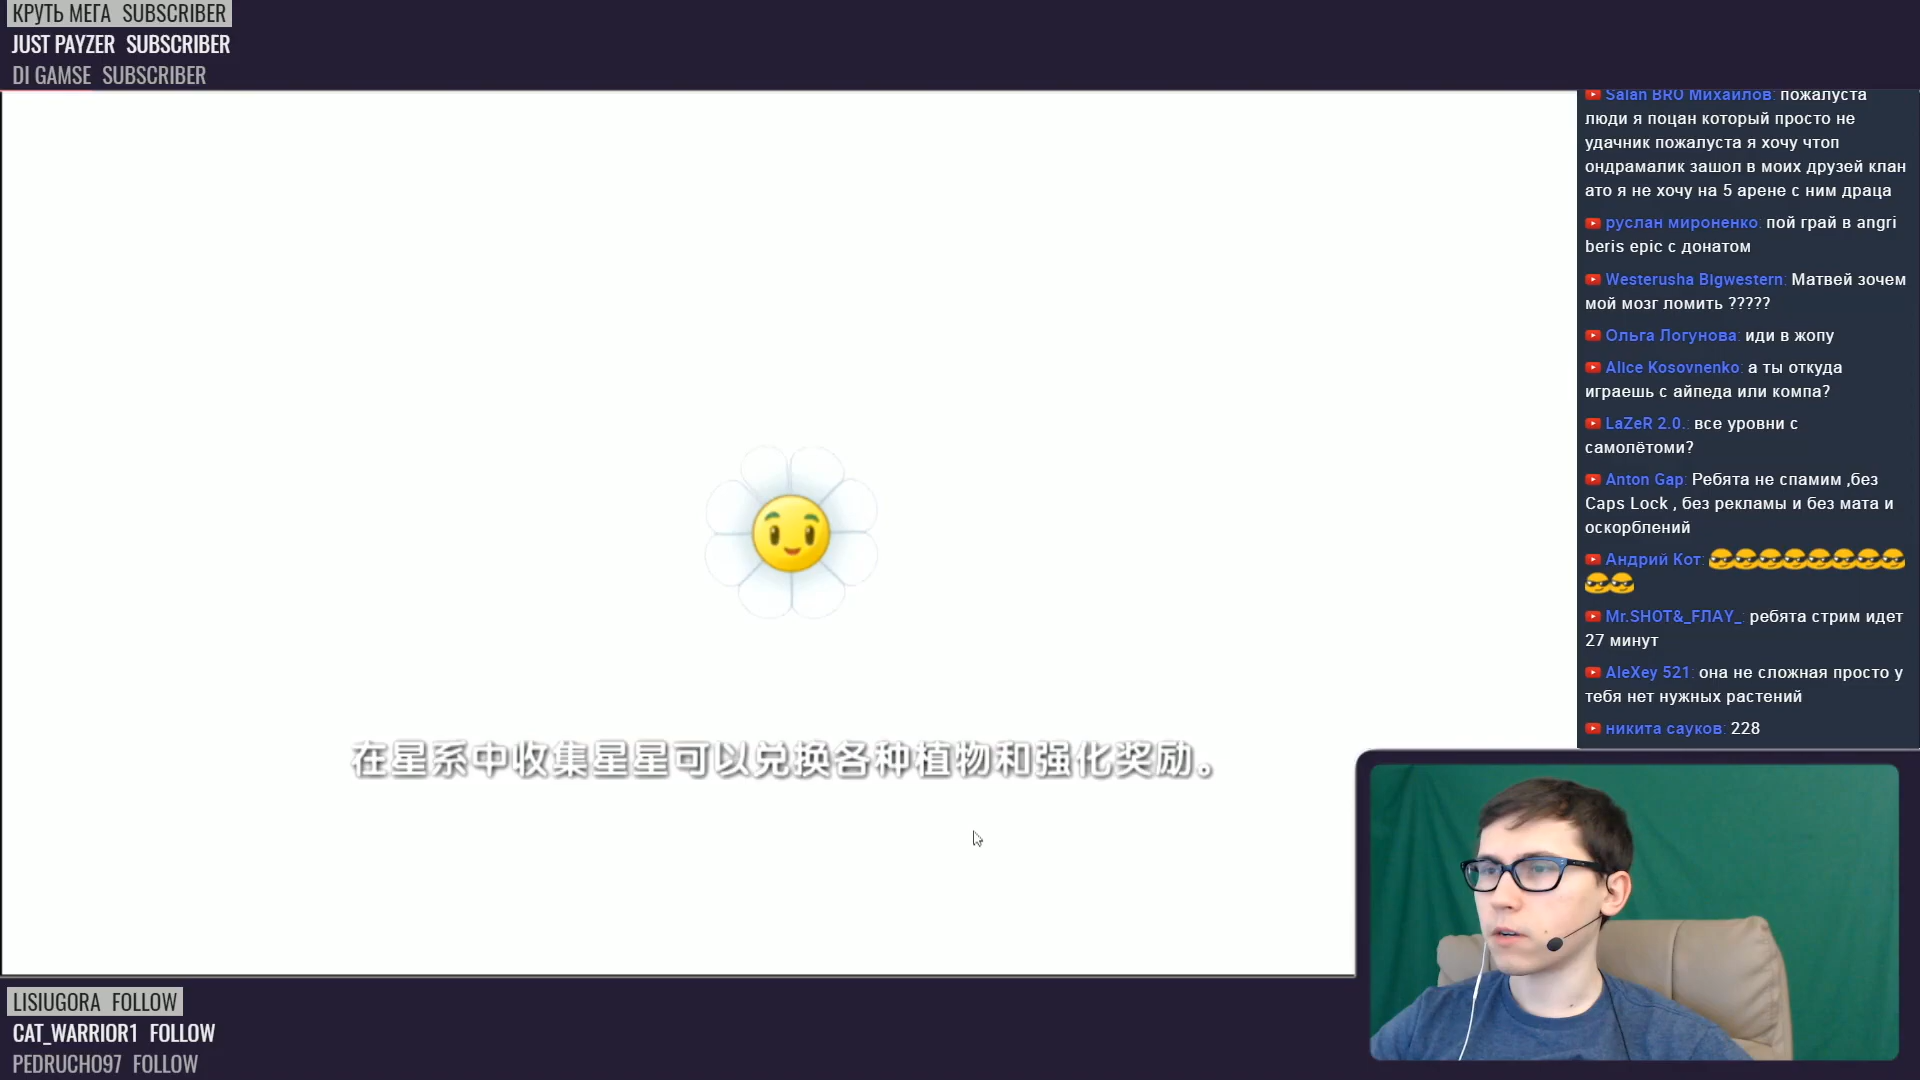 КРУТЬ МЕГА SUBSCRIBER
JUST PAYZER SUBSCRIBER
DI GAMSE SUBSCRIBER
Salan BRO Михайлов: пожалуста
люди я поцан который просто не
удачник пожалуста я хочу чтоп
ондрамалик зашол в моих друзей клан
ато я не хочу на 5 арене с ним драца
руслан мироненко: пой грай в angri
beris epic с донатом
Westerusha Bigwestern: Матвей зочем
мой мозг ломить ?????
Ольга Логунова: иди в жопу
Alice Kosovnenko: а ты откуда
играешь с айпеда или компа?
LaZeR 2.0.: все уровни с
самолётоми?
Anton Gap: Ребята не спамим ,без
Caps Lock , без рекламы и без мата и
оскорблений
Андрий Кот:
Mr.SHOT&_FЛАY_: ребята стрим идет
27 минут
AleXey 521: она не сложная просто у
тебя нет нужных растений
никита сауков: 228
在星系中收集星星可以兑换各种植物和强化奖励。
LISIUGORA FOLLOW
CAT_WARRIOR1 FOLLOW
PEDRUCHO97 FOLLOW